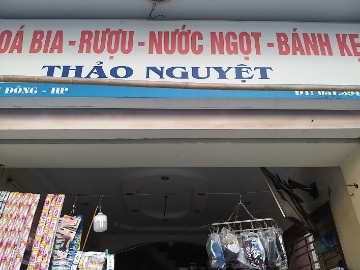 OÁ BIA - RƯỢU - NƯỚC NGỌT - BÁNH KẸ
THẢO NGUYỆT
ĐÔNG - HP